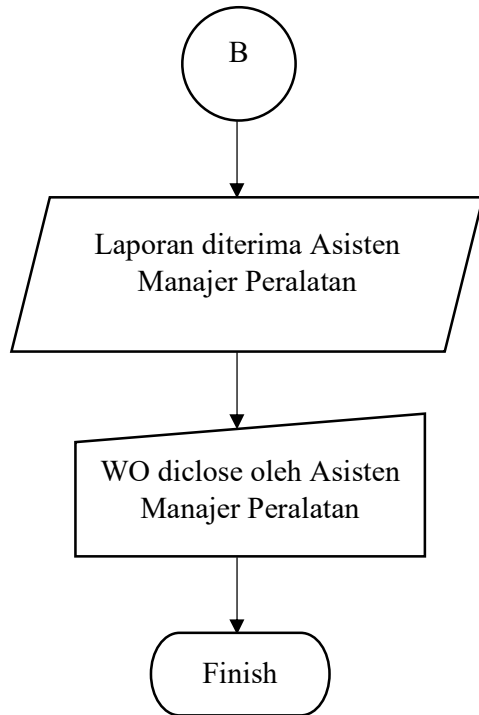 B
Laporan diterima Asisten
Manajer Peralatan
WO diclose oleh Asisten
Manajer Peralatan
Finish